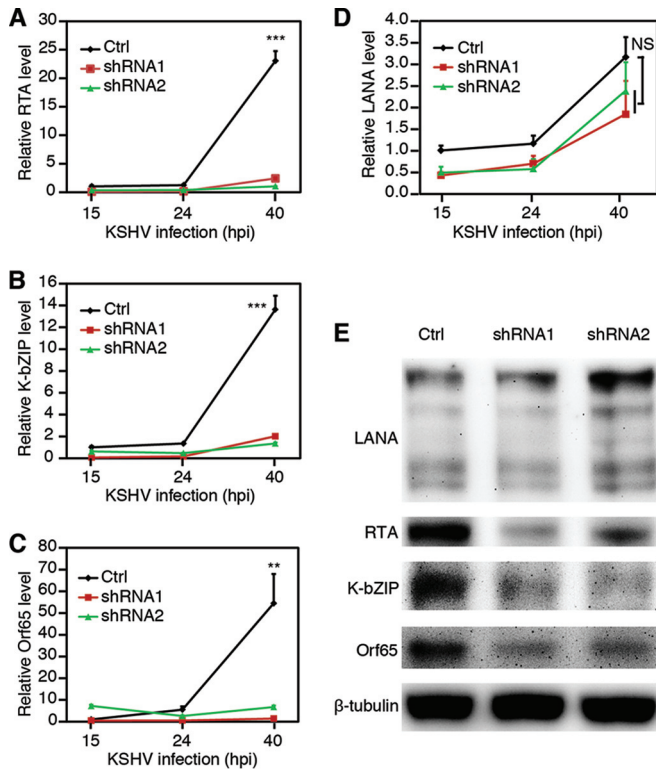 A
Relative RTA level
30
25
20
15
10
5
0
Ctrl
shRNA1
shRNA2
***
15 24 40
KSHV infection (hpi)
B
Relative K-bZIP level
16
14
12
10
8
6
4
2
0
Ctrl
shRNA1
shRNA2
***
15 24 40
KSHV infection (hpi)
C
Relative Orf65 level
80
70
60
50
40
30
20
10
0
Ctrl
shRNA1
shRNA2
**
15 24 40
KSHV infection (hpi)
D
Relative LANA level
4.0
3.5
3.0
2.5
2.0
1.5
1.0
0.5
0.0
Ctrl
shRNA1
shRNA2
NS
15 24 40
KSHV infection (hpi)
E
Ctrl shRNA1 shRNA2
LANA
RTA
K-bZIP
Orf65
β-tubulin